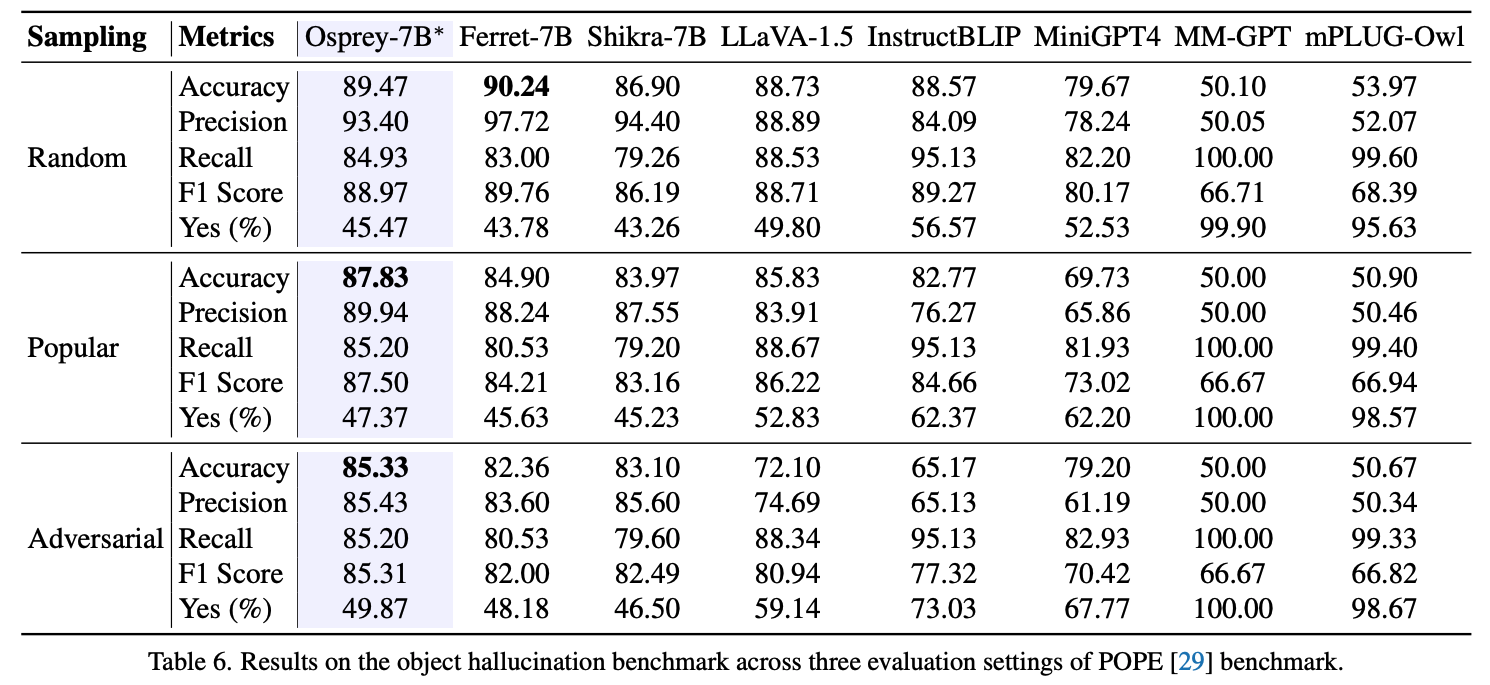 Sampling Metrics Osprey-7B* Ferret-7B Shikra-7B LLaVA-1.5 InstructBLIP MiniGPT4 MM-GPT mPLUG-Owl
Accuracy 89.47 90.24 86.90 88.73 88.57 79.67 50.10 53.97
Precision 93.40 97.72 94.40 88.89 84.09 78.24 50.05 52.07
Random Recall 84.93 83.00 79.26 88.53 95.13 82.20 100.00 99.60
F1 Score 88.97 89.76 86.19 88.71 89.27 80.17 66.71 68.39
Yes (%) 45.47 43.78 43.26 49.80 56.57 52.53 99.90 95.63
Accuracy 87.83 84.90 83.97 85.83 82.77 69.73 50.00 50.90
Precision 89.94 88.24 87.55 83.91 76.27 65.86 50.00 50.46
Popular Recall 85.20 80.53 79.20 88.67 95.13 81.93 100.00 99.40
F1 Score 87.50 84.21 83.16 86.22 84.66 73.02 66.67 66.94
Yes (%) 47.37 45.63 45.23 52.83 62.37 62.20 100.00 98.57
Accuracy 85.33 82.36 83.10 72.10 65.17 79.20 50.00 50.67
Precision 85.43 83.60 85.60 74.69 65.13 61.19 50.00 50.34
Adversarial Recall 85.20 80.53 79.60 88.34 95.13 82.93 100.00 99.33
F1 Score 85.31 82.00 82.49 80.94 77.32 70.42 66.67 66.82
Yes (%) 49.87 48.18 46.50 59.14 73.03 67.77 100.00 98.67
Table 6. Results on the object hallucination benchmark across three evaluation settings of POPE [29] benchmark.